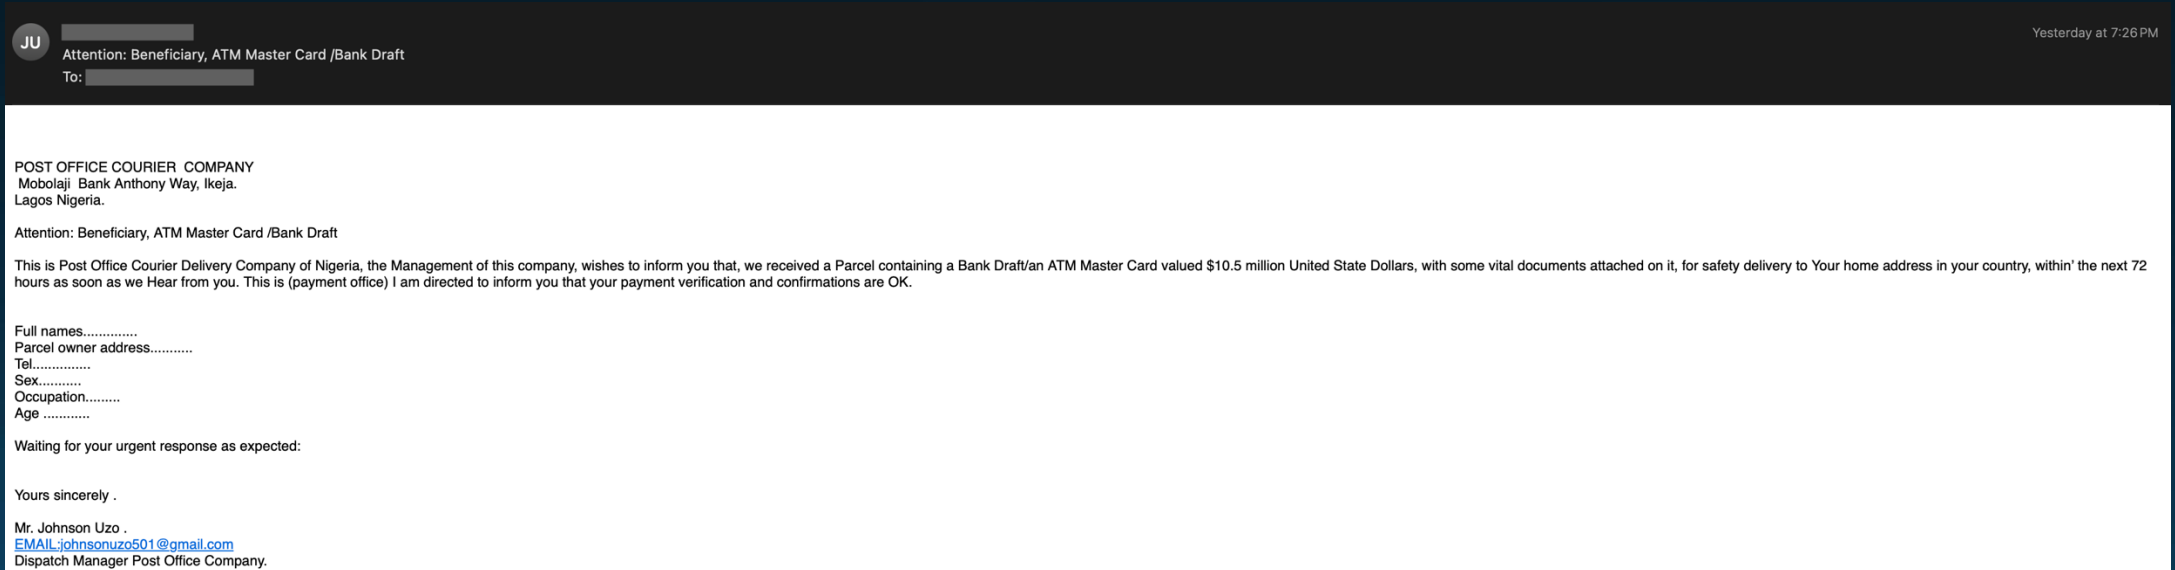 JU
Yesterday at 7:26 PM
Attention: Beneficiary, ATM Master Card /Bank Draft
To:
POST OFFICE COURIER  COMPANY
Mobolaji  Bank Anthony Way, Ikeja.
Lagos Nigeria.
Attention: Beneficiary, ATM Master Card /Bank Draft
This is Post Office Courier Delivery Company of Nigeria, the Management of this company, wishes to inform you that, we received a Parcel containing a Bank Draft/an ATM Master Card valued $10.5 million United State Dollars, with some vital documents attached on it, for safety delivery to Your home address in your country, within’ the next 72
hours as soon as we Hear from you. This is (payment office) I am directed to inform you that your payment verification and confirmations are OK.
Full names..............
Parcel owner address...........
Tel...............
Sex...........
Occupation.........
Age ............
Waiting for your urgent response as expected:
Yours sincerely .
Mr. Johnson Uzo .
EMAIL:johnsonuzo501@gmail.com
Dispatch Manager Post Office Company.